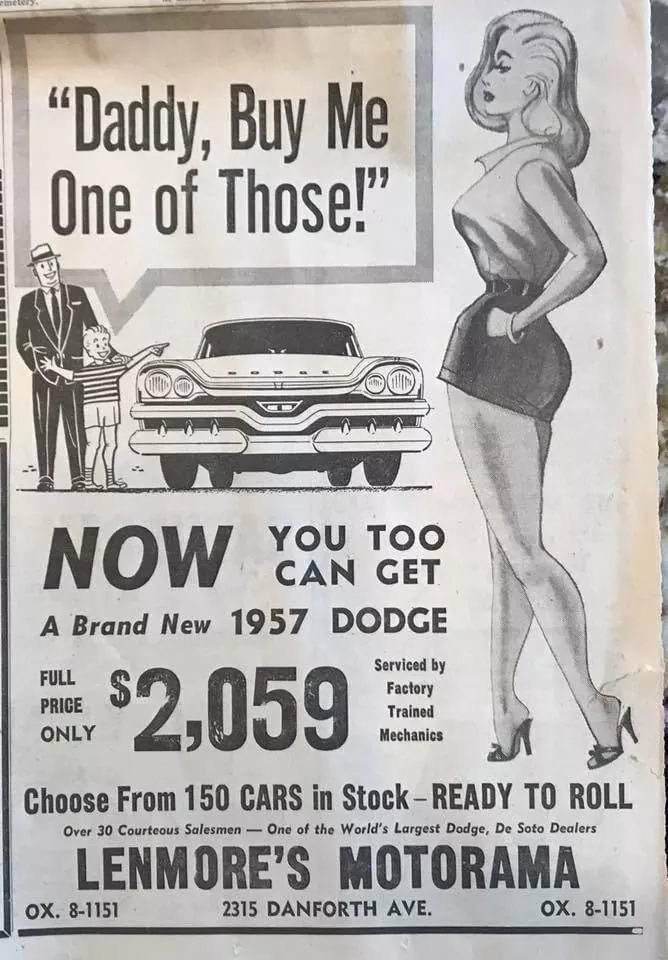 emetery.
"Daddy, Buy Me
One of Those!"
DODGE
NOW YOU TOO
CAN GET
A Brand New 1957 DODGE
FULL
PRICE
ONLY
$2,059
Serviced by
Factory
Trained
Mechanics
Choose From 150 CARS in Stock – READY TO ROLL
Over 30 Courteous Salesmen — One of the World's Largest Dodge, De Soto Dealers
LENMORE'S MOTORAMA
OX. 8-1151 2315 DANFORTH AVE. OX. 8-1151